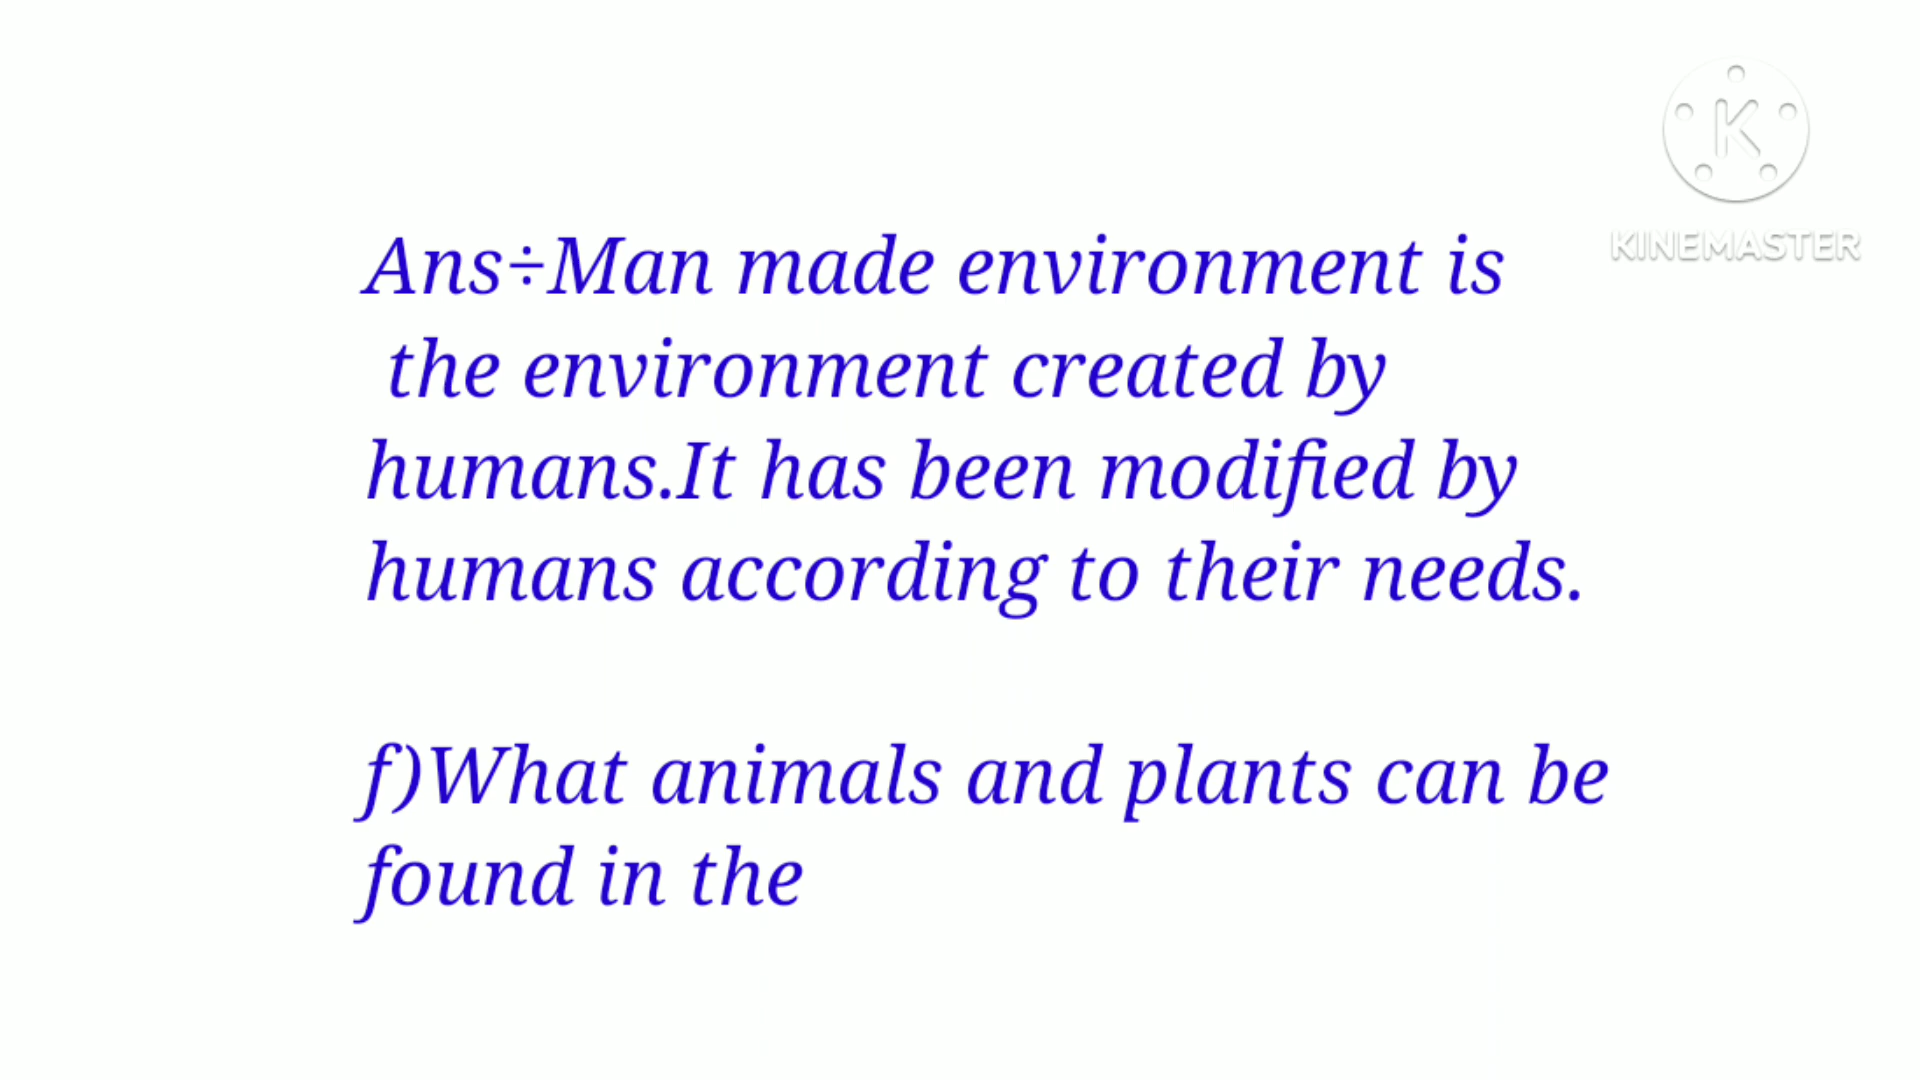 Ans÷Man made environment is
the environment created by
humans.It has been modified by
humans according to their needs.
f)What animals and plants can be
found in the
K
KINEMASTER